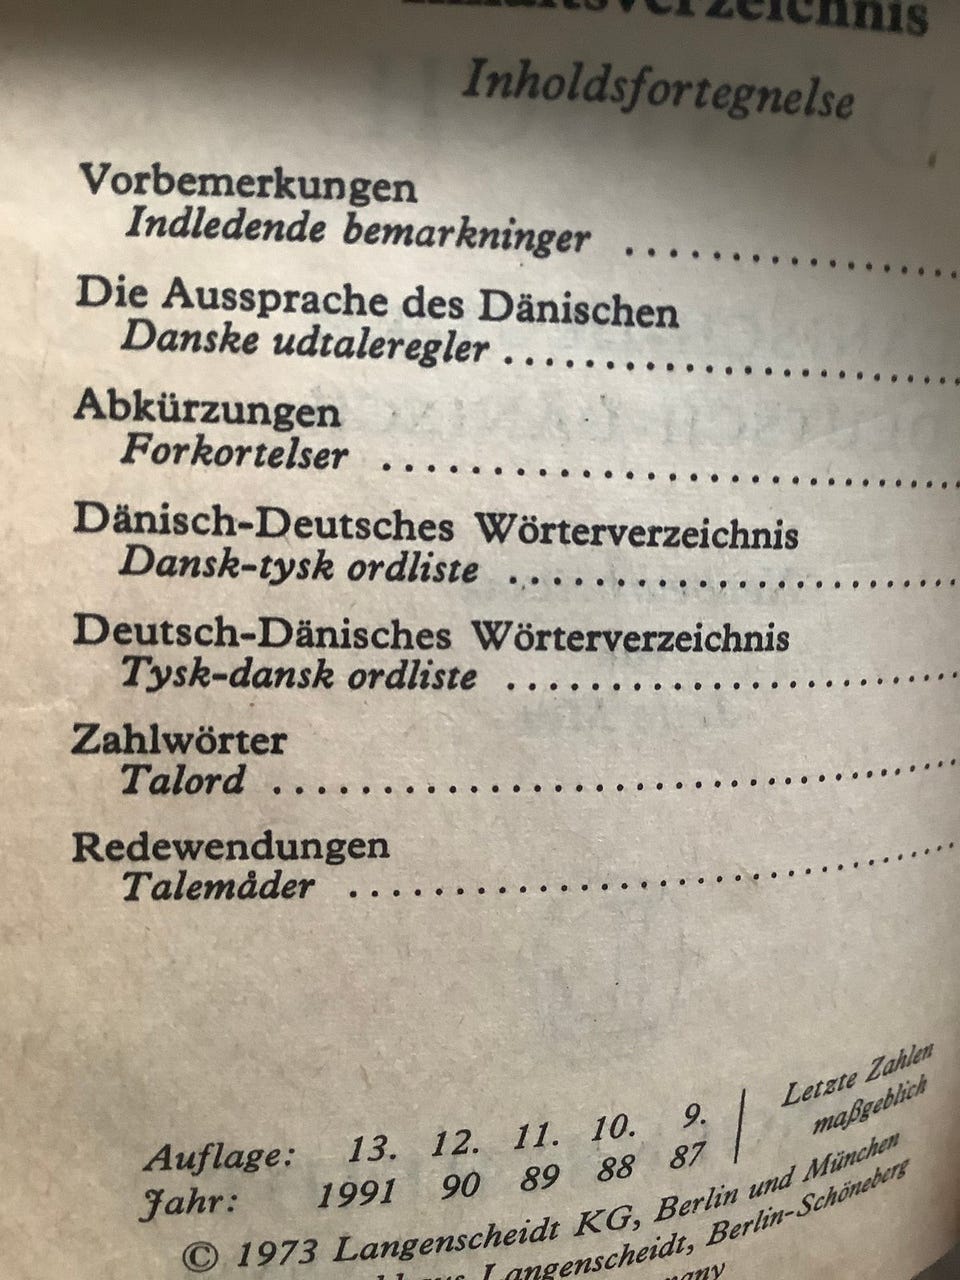 Inholdsfortegnelse
Vorbemerkungen
Indledende bemarkninger ....................
Die Aussprache des Dänischen
Danske udtaleregler ..........................
Abkürzungen
Forkortelser ................................
Dänisch-Deutsches Wörterverzeichnis
Dansk-tysk ordliste ..........................
Deutsch-Dänisches Wörterverzeichnis
Tysk-dansk ordliste ..........................
Zahlwörter
Talord ......................................
Redewendungen
Talemåder ..................................
Auflage: 13. 12. 11. 10. 9. | Letzte Zahlen
Jahr: 1991 90 89 88 87 | maßgeblich
© 1973 Langenscheidt KG, Berlin und München
Langenscheidt, Berlin-Schöneberg